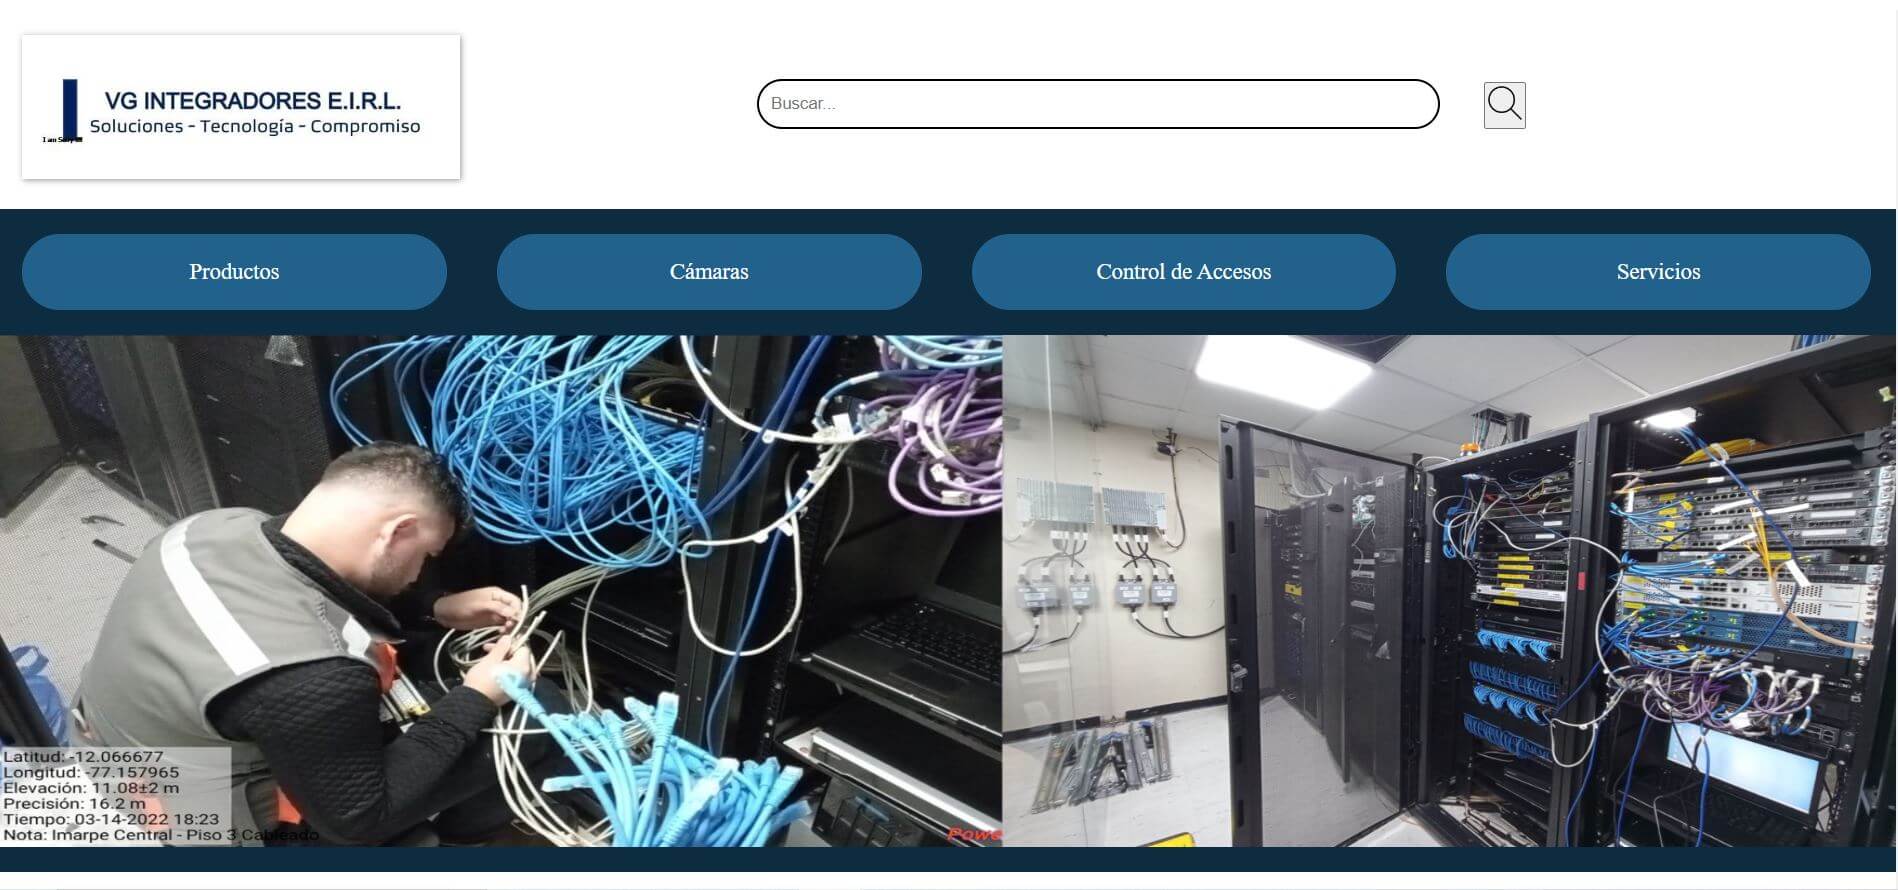 VG INTEGRADORES E.I.R.L.
Soluciones - Tecnología - Compromiso
I am
Buscar...
Productos
Cámaras
Control de Accesos
Servicios
Latitud: -12.066677
Longitud: -77.157965
Elevación: 11.08±2 m
Precisión: 16.2 m
Tiempo: 03-14-2022 18:23
Nota: Imarpe Central - Piso 3 Cableado
Powe